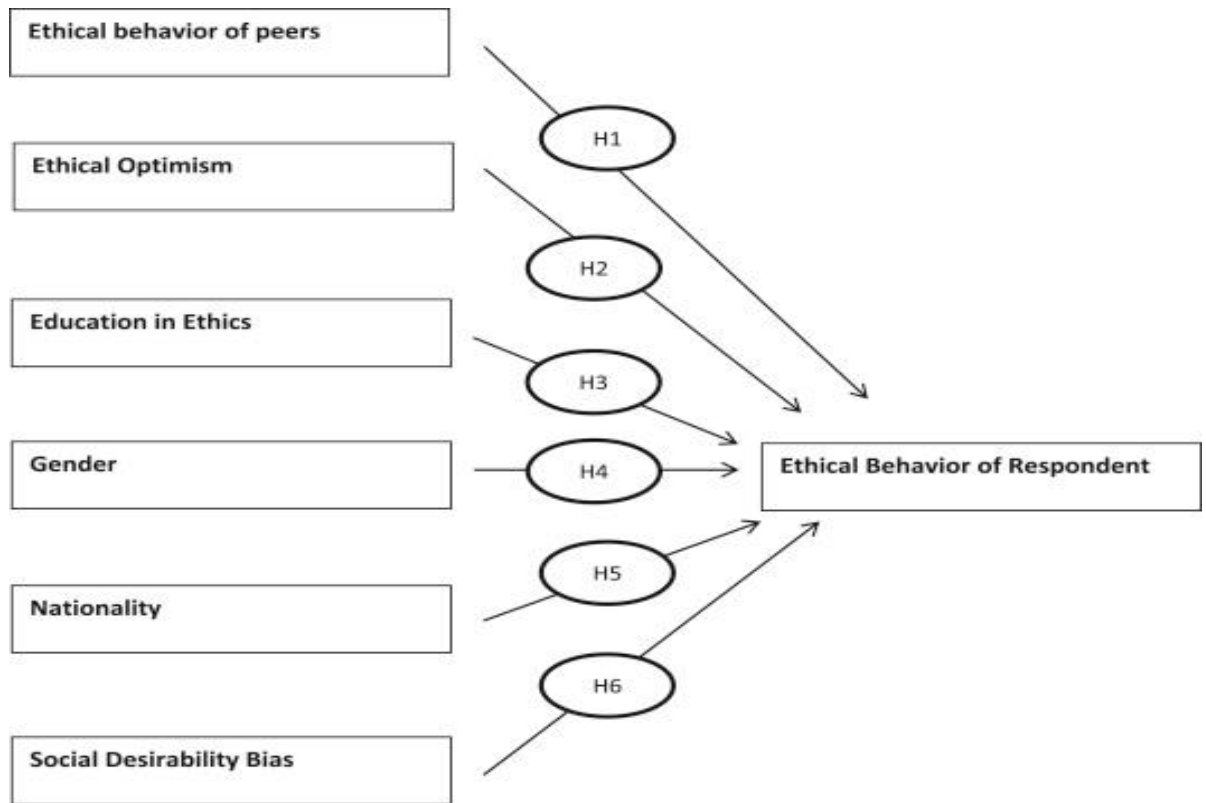 Ethical behavior of peers
H1
Ethical Optimism
H2
Education in Ethics
H3
Gender
H4
Ethical Behavior of Respondent
H5
Nationality
H6
Social Desirability Bias